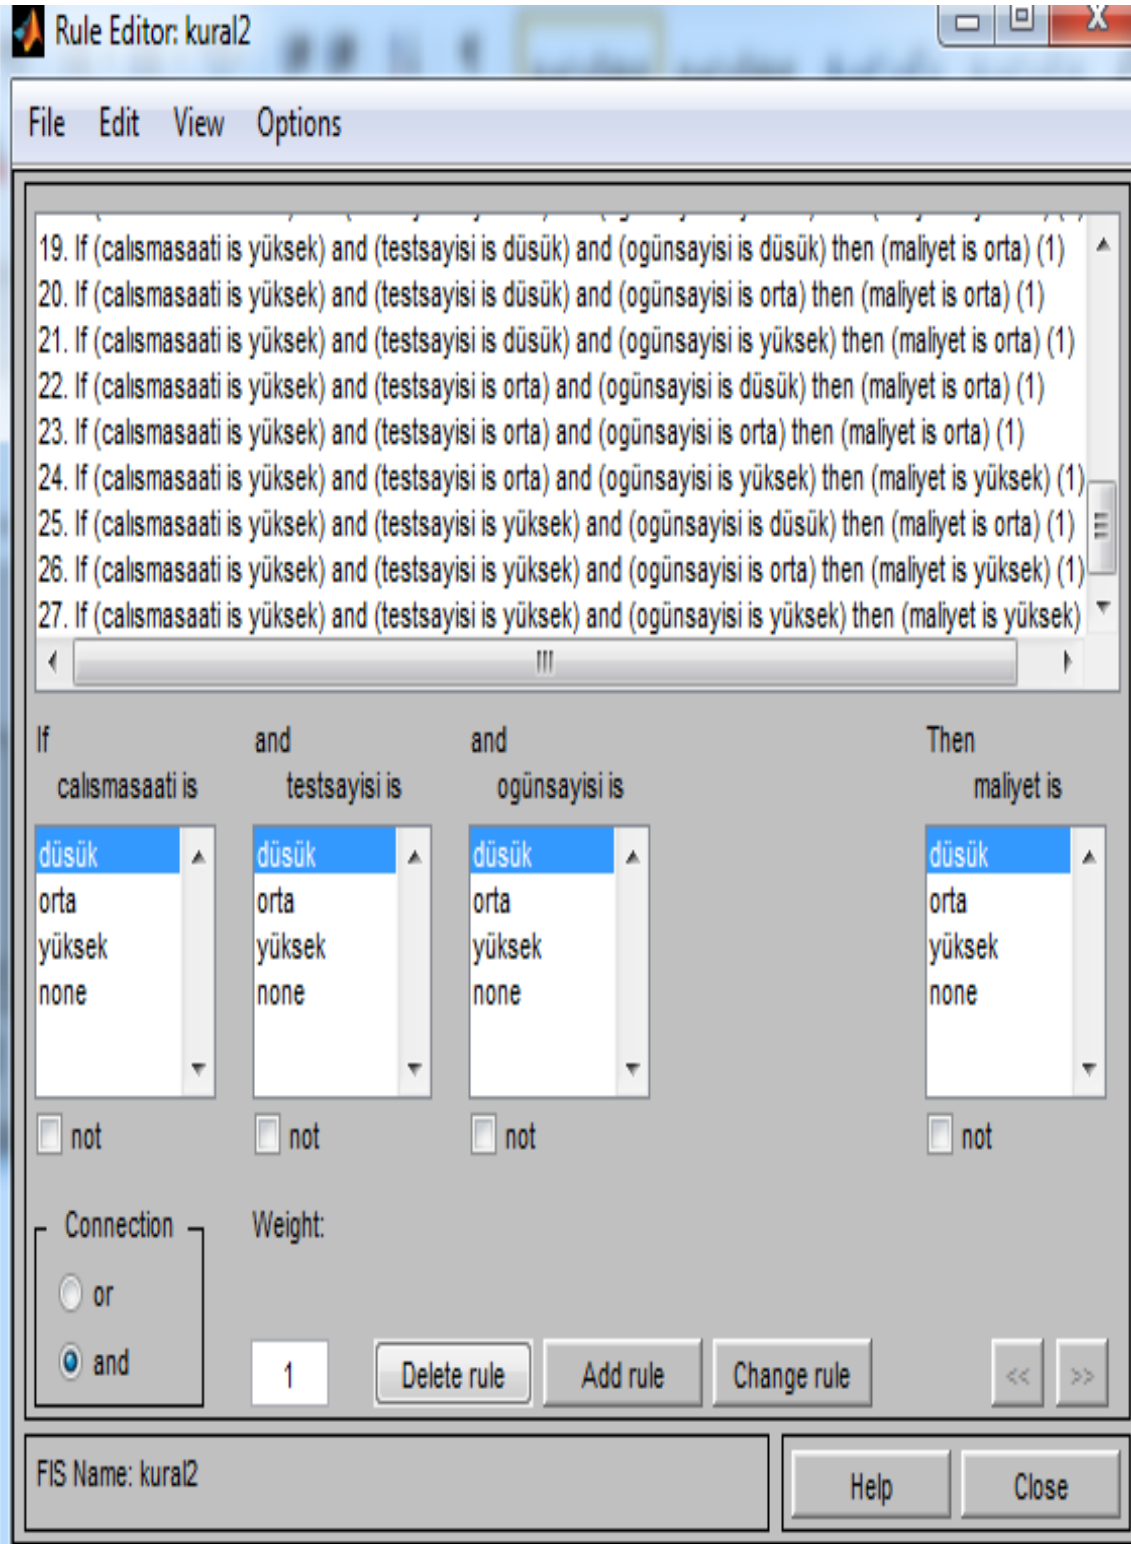 Rule Editor: kural2
File Edit View Options
19. If (calısmasaati is yüksek) and (testsayisi is düsük) and (ogünsayisi is düsük) then (maliyet is orta) (1)
20. If (calısmasaati is yüksek) and (testsayisi is düsük) and (ogünsayisi is orta) then (maliyet is orta) (1)
21. If (calısmasaati is yüksek) and (testsayisi is düsük) and (ogünsayisi is yüksek) then (maliyet is orta) (1)
22. If (calısmasaati is yüksek) and (testsayisi is orta) and (ogünsayisi is düsük) then (maliyet is orta) (1)
23. If (calısmasaati is yüksek) and (testsayisi is orta) and (ogünsayisi is orta) then (maliyet is orta) (1)
24. If (calısmasaati is yüksek) and (testsayisi is orta) and (ogünsayisi is yüksek) then (maliyet is yüksek) (1)
25. If (calısmasaati is yüksek) and (testsayisi is yüksek) and (ogünsayisi is düsük) then (maliyet is orta) (1)
26. If (calısmasaati is yüksek) and (testsayisi is yüksek) and (ogünsayisi is orta) then (maliyet is yüksek) (1)
27. If (calısmasaati is yüksek) and (testsayisi is yüksek) and (ogünsayisi is yüksek) then (maliyet is yüksek)
If and and Then
calısmasaati is testsayisi is ogünsayisi is maliyet is
düsük düsük düsük düsük
orta orta orta orta
yüksek yüksek yüksek yüksek
none none none none
not not not not
Connection Weight:
or
and 1 Delete rule Add rule Change rule << >>
FIS Name: kural2 Help Close